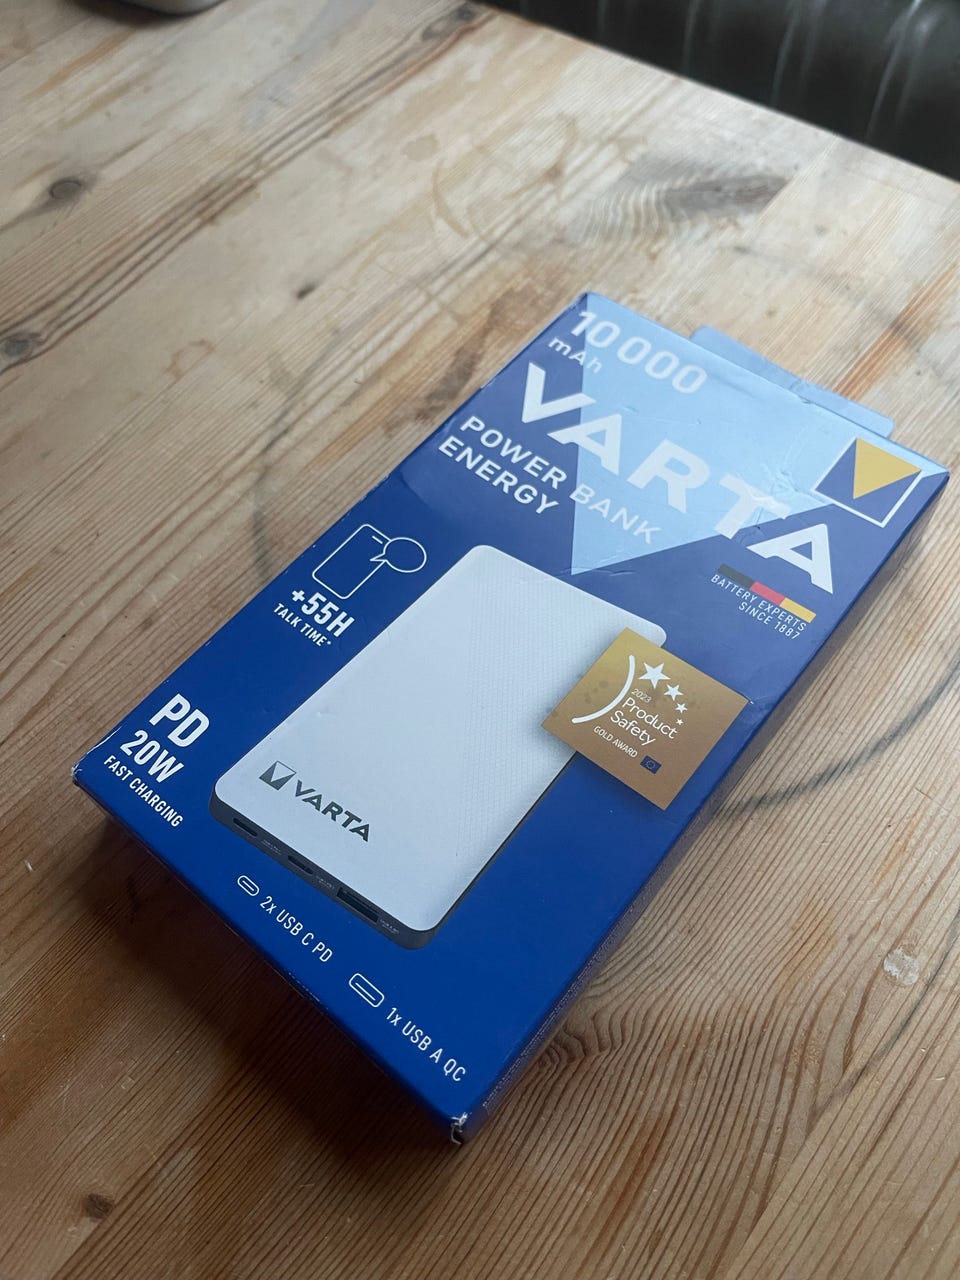 10 000
mAh
VARTA
POWER BANK
ENERGY
BATTERY EXPERTS
SINCE 1887
+55H
TALK TIME*
2023
Product
Safety
GOLD AWARD
PD
20W
FAST CHARGING
VARTA
2x USB C PD
1x USB A QC